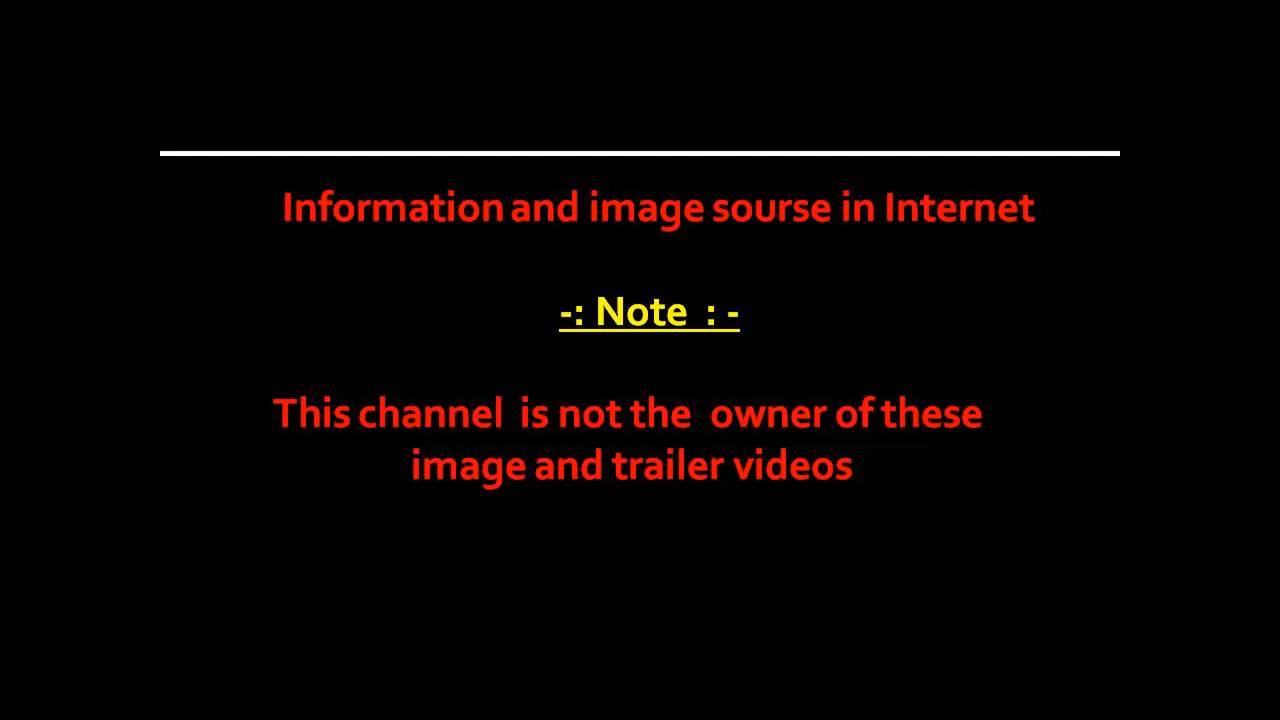 Information and image sourse in Internet
-: Note : -
This channel is not the owner of these
image and trailer videos